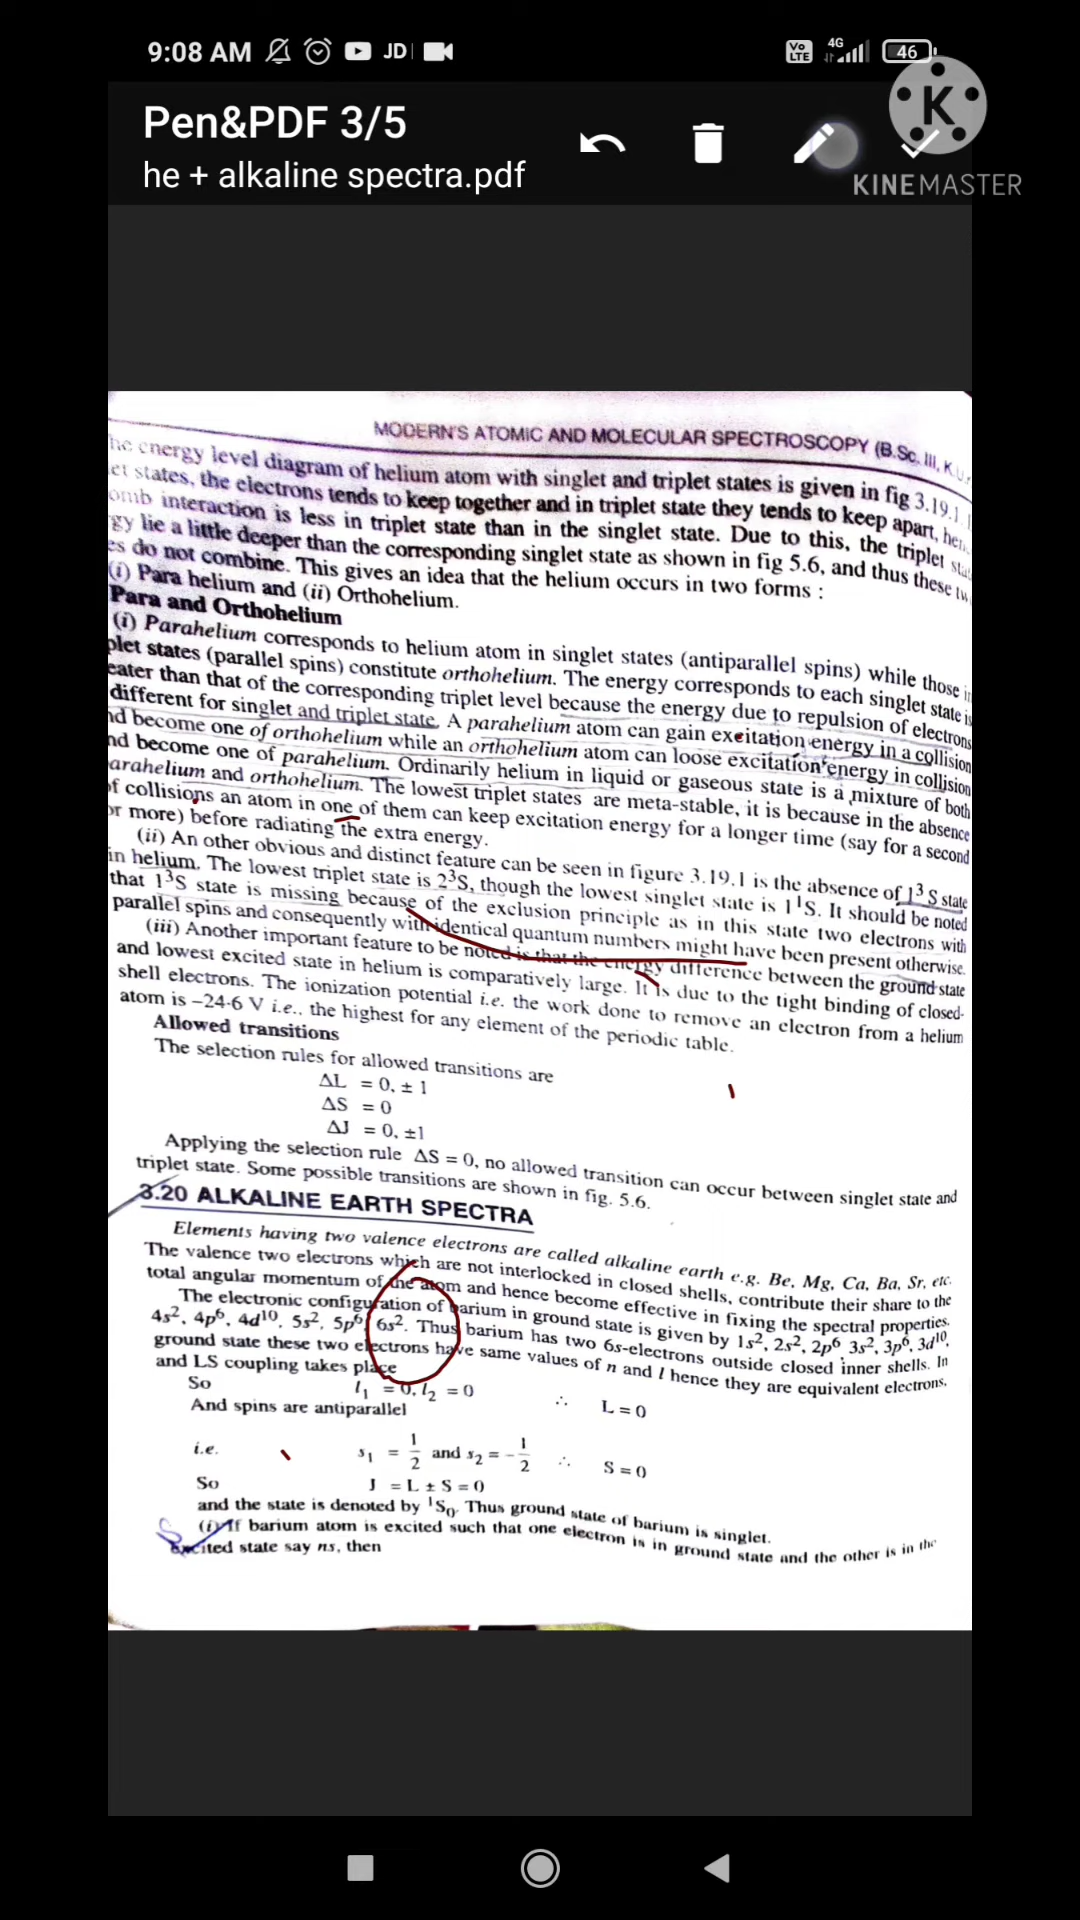 9:08 AM JD 4G Vo LTE 46
Pen&PDF 3/5
he + alkaline spectra.pdf
K
KINEMASTER
MODERN'S ATOMIC AND MOLECULAR SPECTROSCOPY (B.Sc. III, K.U.
he energy level diagram of helium atom with singlet and triplet states is given in fig 3.19.1.
et states, the electrons tends to keep together and in triplet state they tends to keep apart,
omb interaction is less in triplet state than in the singlet state. Due to this, the triplet
gy lie a little deeper than the corresponding singlet state as shown in fig 5.6, and thus these
es do not combine. This gives an idea that the helium occurs in two forms :
(i) Para helium and (ii) Orthohelium.
Para and Orthohelium
(i) Parahelium corresponds to helium atom in singlet states (antiparallel spins) while those
plet states (parallel spins) constitute orthohelium. The energy corresponds to each singlet state is
eater than that of the corresponding triplet level because the energy due to repulsion of electrons
different for singlet and triplet state. A parahelium atom can gain excitation energy in a collision
nd become one of orthohelium while an orthohelium atom can loose excitation energy in collision
nd become one of parahelium. Ordinarily helium in liquid or gaseous state is a mixture of both
arahelium and orthohelium. The lowest triplet states are meta-stable, it is because in the absence
of collisions an atom in one of them can keep excitation energy for a longer time (say for a second
or more) before radiating the extra energy.
(ii) An other obvious and distinct feature can be seen in figure 3.19.1 is the absence of 1³S state
in helium. The lowest triplet state is 2³S, though the lowest singlet state is 1¹S. It should be noted
that 1³S state is missing because of the exclusion principle as in this state two electrons with
parallel spins and consequently with identical quantum numbers might have been present otherwise.
(iii) Another important feature to be noted is that the energy difference between the ground state
and lowest excited state in helium is comparatively large. It is due to the tight binding of closed-
shell electrons. The ionization potential i.e. the work done to remove an electron from a helium
atom is –24·6 V i.e., the highest for any element of the periodic table.
Allowed transitions
The selection rules for allowed transitions are
ΔL = 0, ± 1
ΔS = 0
ΔJ = 0, ±1
Applying the selection rule ΔS = 0, no allowed transition can occur between singlet state and
triplet state. Some possible transitions are shown in fig. 5.6.
3.20 ALKALINE EARTH SPECTRA
Elements having two valence electrons are called alkaline earth e.g. Be, Mg, Ca, Ba, Sr, etc.
The valence two electrons which are not interlocked in closed shells, contribute their share to the
total angular momentum of the atom and hence become effective in fixing the spectral properties.
The electronic configuration of barium in ground state is given by 1s², 2s², 2p⁶ 3s², 3p⁶, 3d¹⁰,
4s², 4p⁶, 4d¹⁰, 5s², 5p⁶ 6s². Thus barium has two 6s-electrons outside closed inner shells. In
ground state these two electrons have same values of n and l hence they are equivalent electrons.
and LS coupling takes place
So l₁ = 0, l₂ = 0 ∴ L = 0
And spins are antiparallel
i.e. s₁ = 1/2 and s₂ = – 1/2 ∴ S = 0
So J = L ± S = 0
and the state is denoted by ¹S₀. Thus ground state of barium is singlet.
(i) If barium atom is excited such that one electron is in ground state and the other is in the
excited state say ns, then